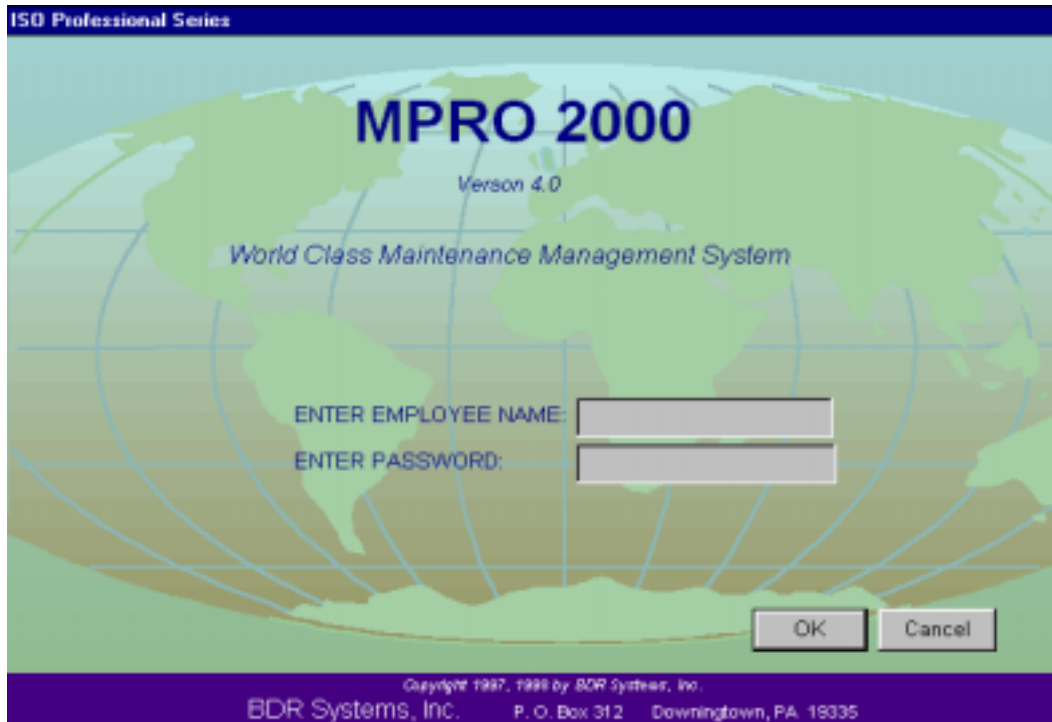 ISO Professional Series
MPRO 2000
Verson 4.0
World Class Maintenance Management System
ENTER EMPLOYEE NAME:
ENTER PASSWORD:
OK Cancel
Copyright 1997, 1998 by BDR Systems, Inc.
BDR Systems, Inc. P. O. Box 312 Downingtown, PA 19335